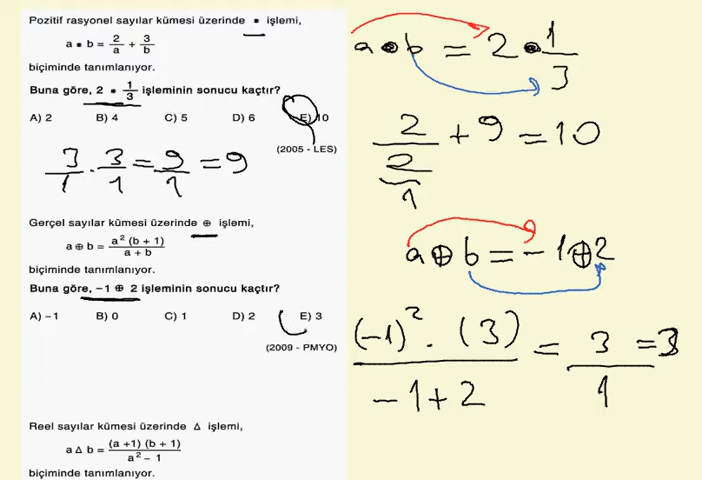 Pozitif rasyonel sayılar kümesi üzerinde • işlemi,
a • b = 2/a + 3/b
biçiminde tanımlanıyor.
Buna göre, 2 • 1/3 işleminin sonucu kaçtır?
A) 2 B) 4 C) 5 D) 6 E) 10
(2005 - LES)
3/1 . 3/1 = 9/1 = 9
Gerçel sayılar kümesi üzerinde ⊕ işlemi,
a ⊕ b = a² (b + 1) / a + b
biçiminde tanımlanıyor.
Buna göre, −1 ⊕ 2 işleminin sonucu kaçtır?
A) −1 B) 0 C) 1 D) 2 E) 3
(2009 - PMYO)
Reel sayılar kümesi üzerinde Δ işlemi,
a Δ b = (a +1) (b + 1) / a² − 1
biçiminde tanımlanıyor.
a • b = 2 • 1/3
2 / 2/1 + 9 = 10
a ⊕ b = −1 ⊕ 2
(−1)² . (3) / −1 + 2 = 3/1 = 3